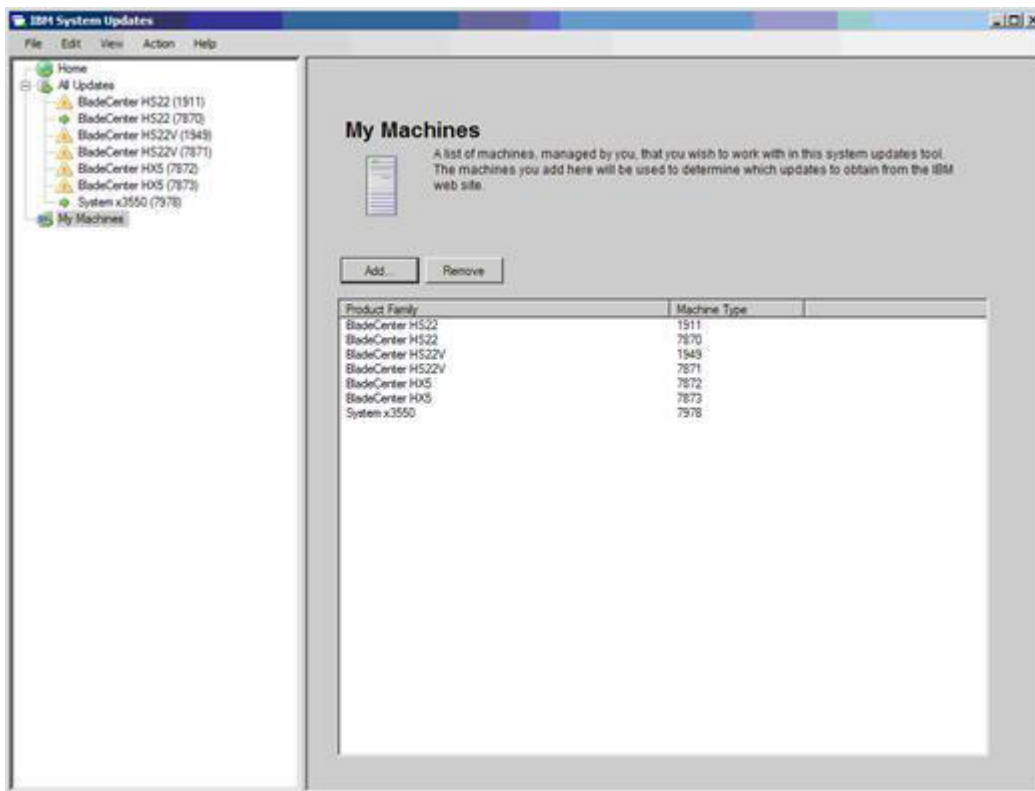 IBM System Updates
File Edit View Action Help
Home
All Updates
BladeCenter HS22 (1911)
BladeCenter HS22 (7870)
BladeCenter HS22V (1949)
BladeCenter HS22V (7871)
BladeCenter HX5 (7872)
BladeCenter HX5 (7873)
System x3550 (7978)
My Machines
My Machines
A list of machines, managed by you, that you wish to work with in this system updates tool.
The machines you add here will be used to determine which updates to obtain from the IBM
web site.
Add... Remove
Product Family Machine Type
BladeCenter HS22 1911
BladeCenter HS22 7870
BladeCenter HS22V 1949
BladeCenter HS22V 7871
BladeCenter HX5 7872
BladeCenter HX5 7873
System x3550 7978